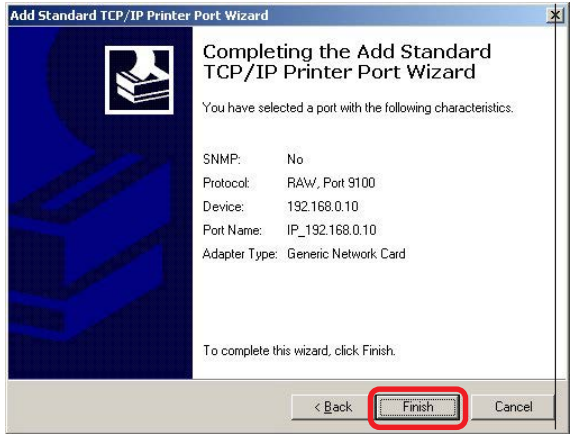 Add Standard TCP/IP Printer Port Wizard
Completing the Add Standard
TCP/IP Printer Port Wizard
You have selected a port with the following characteristics.
SNMP: No
Protocol: RAW, Port 9100
Device: 192.168.0.10
Port Name: IP_192.168.0.10
Adapter Type: Generic Network Card
To complete this wizard, click Finish.
< Back Finish Cancel